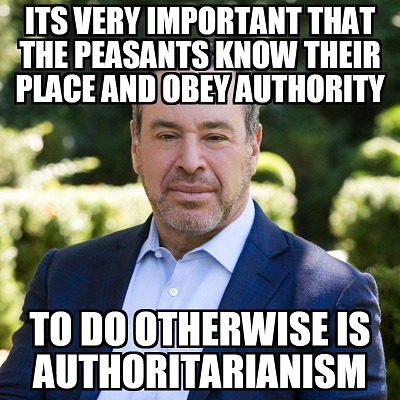 ITS VERY IMPORTANT THAT
THE PEASANTS KNOW THEIR
PLACE AND OBEY AUTHORITY
TO DO OTHERWISE IS
AUTHORITARIANISM